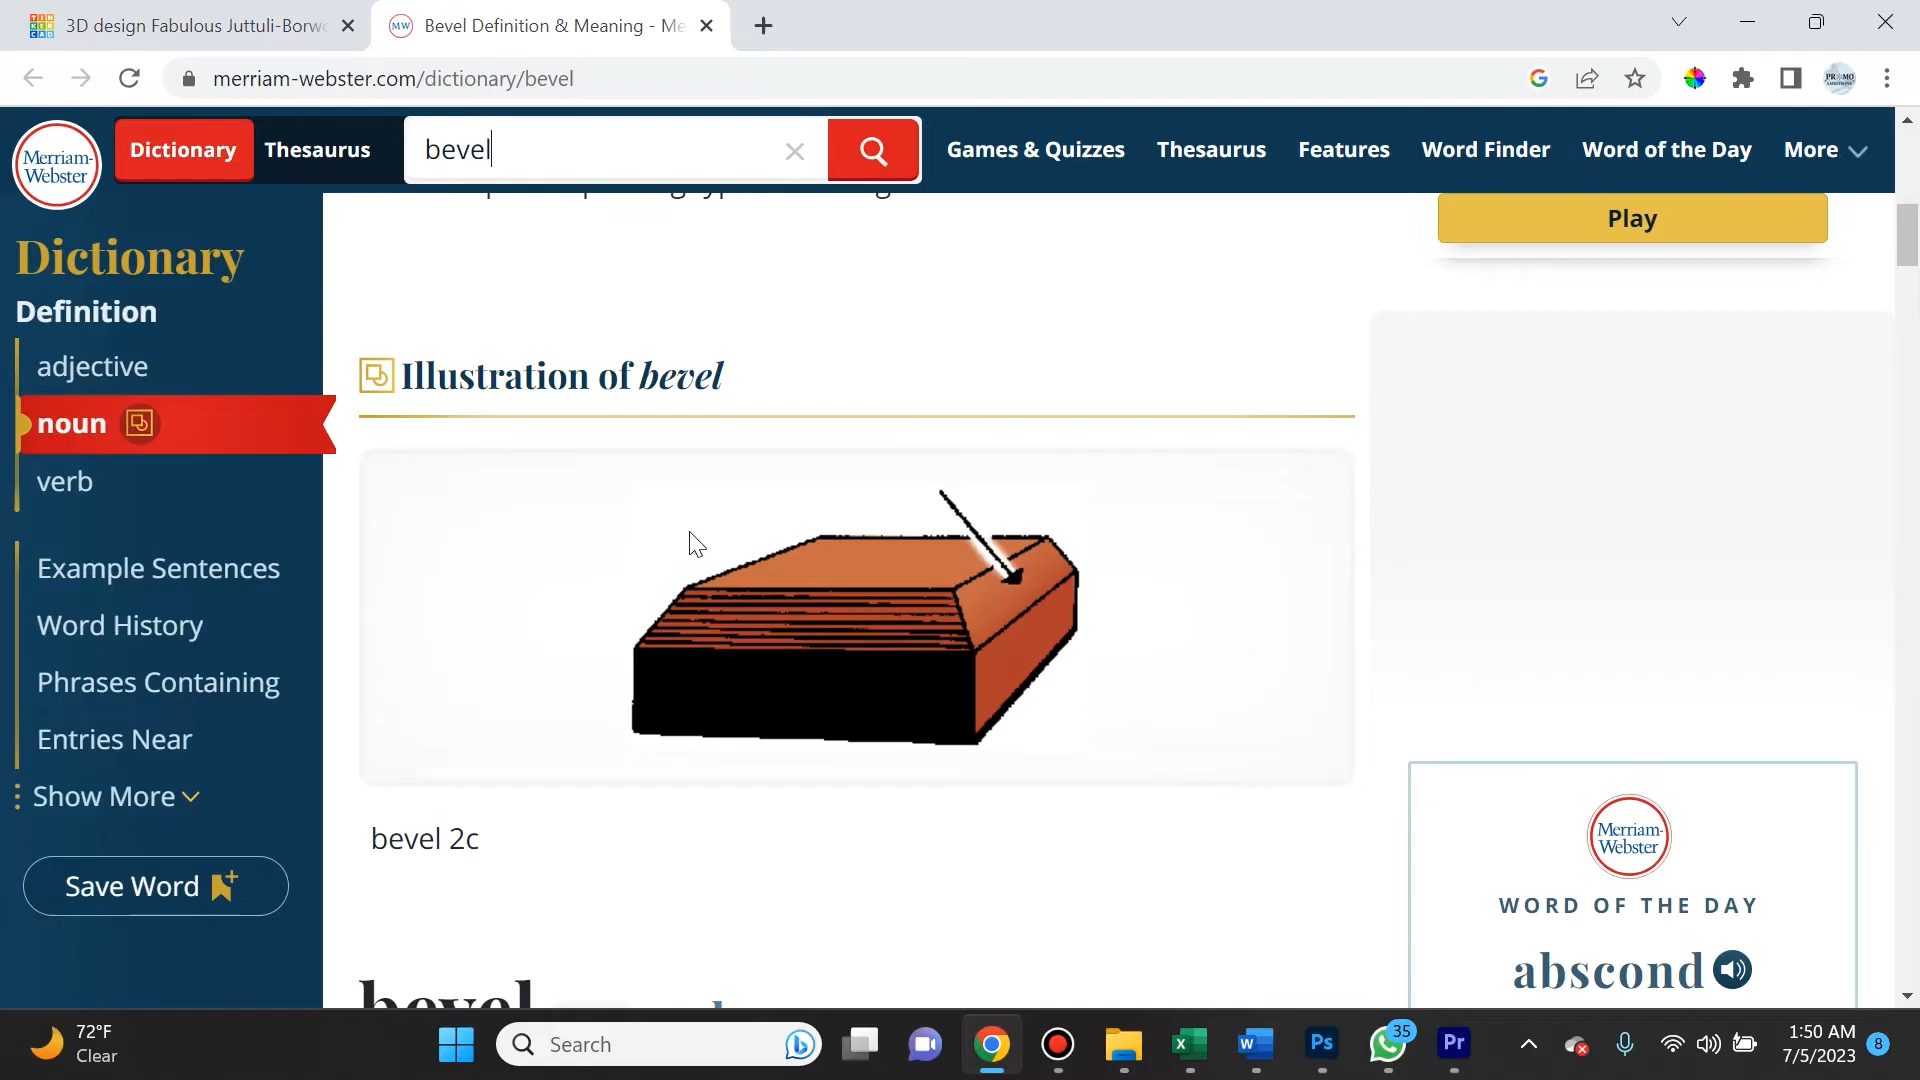 3D design Fabulous Juttuli-Borw
Bevel Definition & Meaning - Me
merriam-webster.com/dictionary/bevel
Merriam-
Webster
Dictionary
Thesaurus
bevel
Games & Quizzes
Thesaurus
Features
Word Finder
Word of the Day
More
Dictionary
Definition
adjective
noun
verb
Example Sentences
Word History
Phrases Containing
Entries Near
Show More
Save Word
Play
Illustration of bevel
bevel 2c
bevel
Merriam-
Webster
WORD OF THE DAY
abscond
72°F
Clear
Search
35
1:50 AM
7/5/2023
8